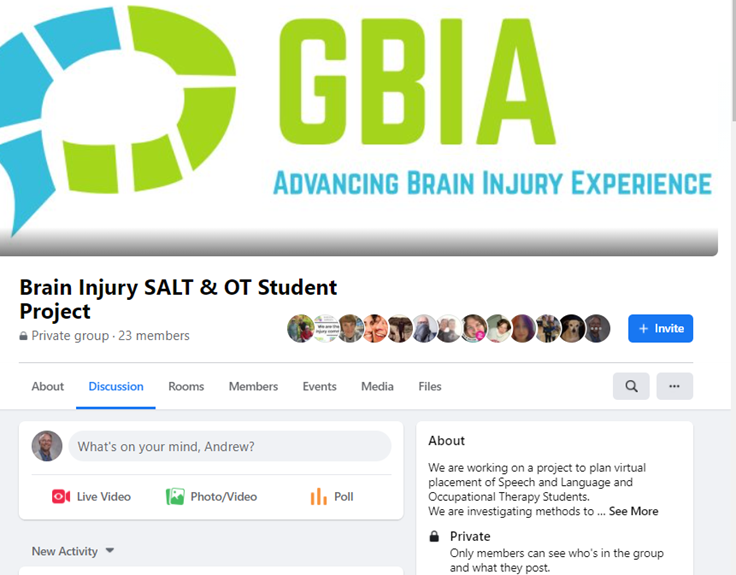 GBIA
ADVANCING BRAIN INJURY EXPERIENCE
Brain Injury SALT & OT Student
Project
Private group · 23 members
+ Invite
About
Discussion
Rooms
Members
Events
Media
Files
What's on your mind, Andrew?
Live Video
Photo/Video
Poll
New Activity
About
We are working on a project to plan virtual
placement of Speech and Language and
Occupational Therapy Students.
We are investigating methods to ... See More
Private
Only members can see who's in the group
and what they post.